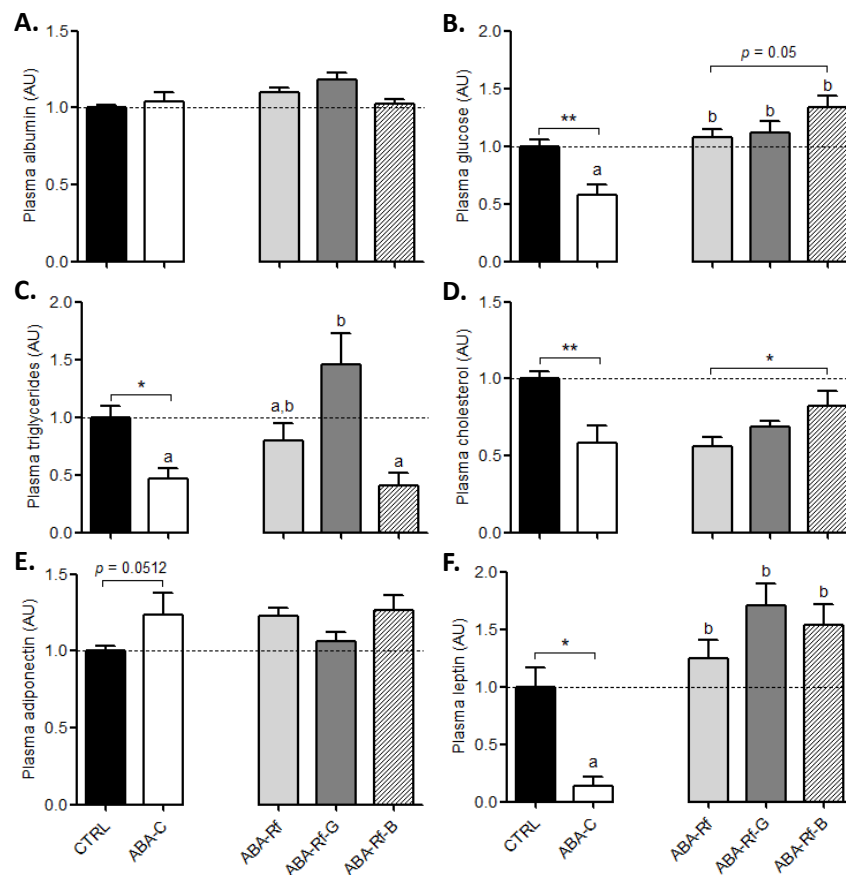 A.
Plasma albumin (AU)
1.5
1.0
0.5
0.0
B.
Plasma glucose (AU)
2.0
1.5
1.0
0.5
0.0
**
a
p = 0.05
b
b
b
C.
Plasma triglycerides (AU)
2.0
1.5
1.0
0.5
0.0
*
a
a,b
b
a
D.
Plasma cholesterol (AU)
1.5
1.0
0.5
0.0
**
*
E.
Plasma adiponectin (AU)
1.5
1.0
0.5
0.0
p = 0.0512
CTRL
ABA-C
ABA-Rf
ABA-Rf-G
ABA-Rf-B
F.
Plasma leptin (AU)
2.0
1.5
1.0
0.5
0.0
*
a
b
b
b
CTRL
ABA-C
ABA-Rf
ABA-Rf-G
ABA-Rf-B